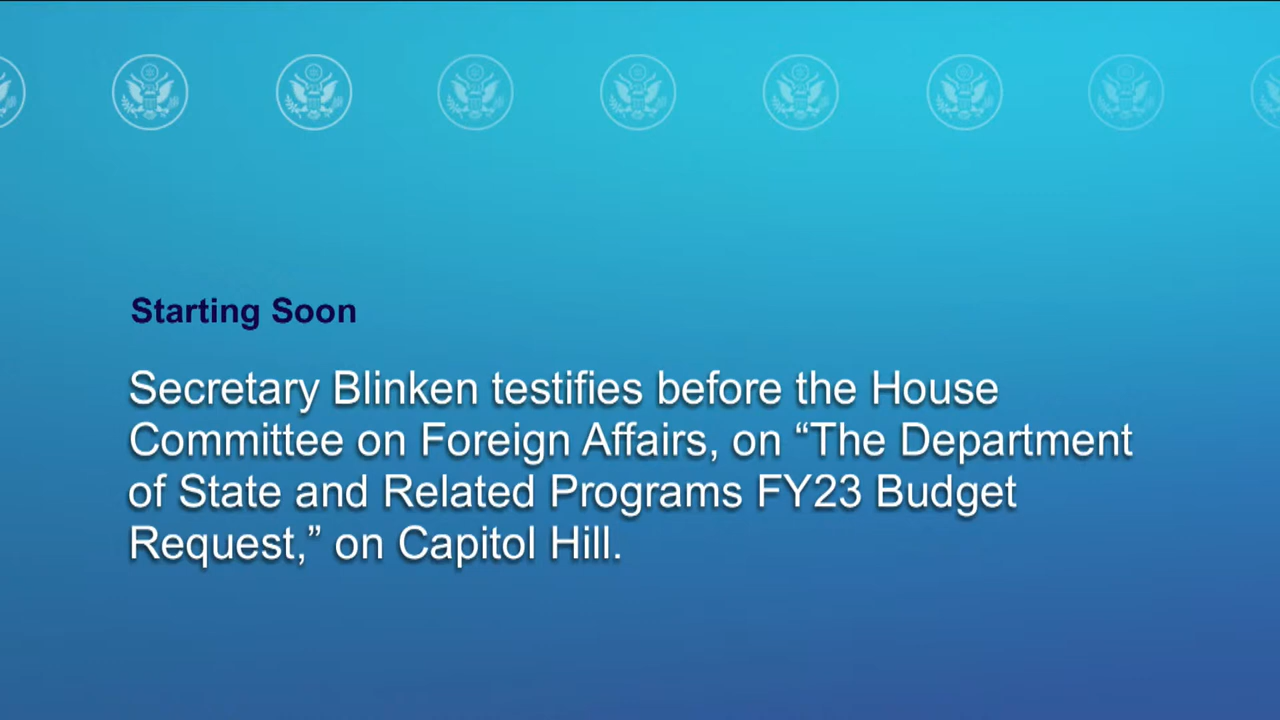 Starting Soon
Secretary Blinken testifies before the House
Committee on Foreign Affairs, on “The Department
of State and Related Programs FY23 Budget
Request,” on Capitol Hill.